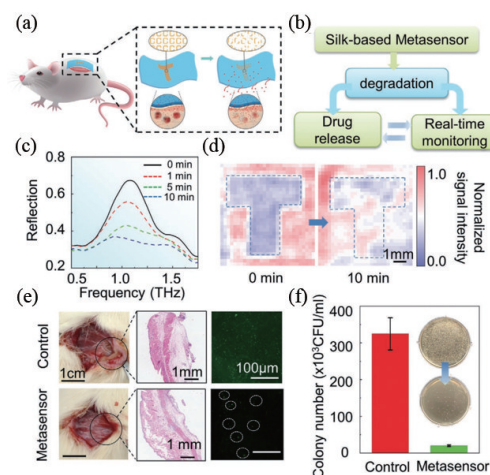 (a)
(b)
Silk-based Metasensor
degradation
Drug
release
Real-time
monitoring
(c)
0.8
0.6
0.4
0.2
Reflection
0 min
1 min
5 min
10 min
0.5
1.0
1.5
Frequency (THz)
(d)
1mm
0 min
10 min
1.0
0.0
Normalized
signal intensity
(e)
Control
1cm
1mm
100μm
Metasensor
1 mm
(f)
Colony number (x10³CFU/ml)
400
300
200
100
0
Control
Metasensor